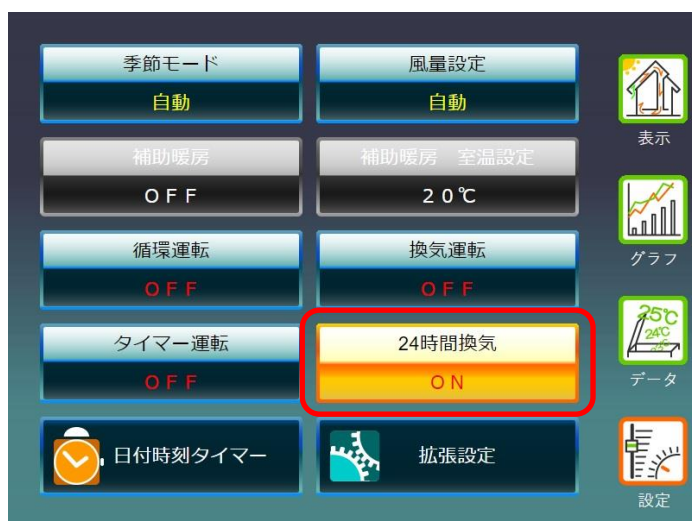 季節モード
自動
風量設定
自動
補助暖房
OFF
補助暖房 室温設定
20℃
循環運転
OFF
換気運転
OFF
タイマー運転
OFF
24時間換気
ON
日付時刻タイマー
拡張設定
表示
グラフ
25℃
24℃
データ
設定